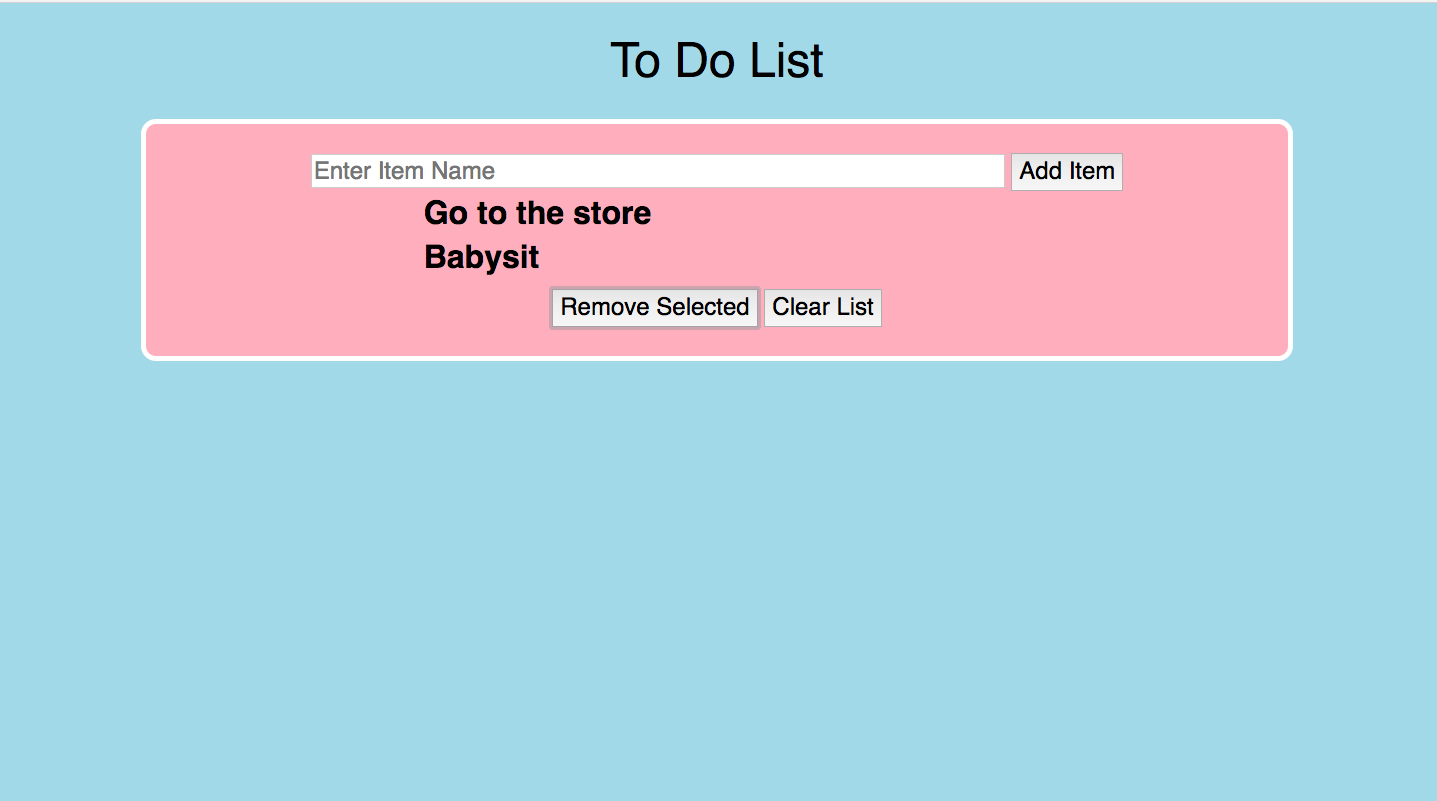 To Do List
Enter Item Name Add Item
Go to the store
Babysit
Remove Selected Clear List